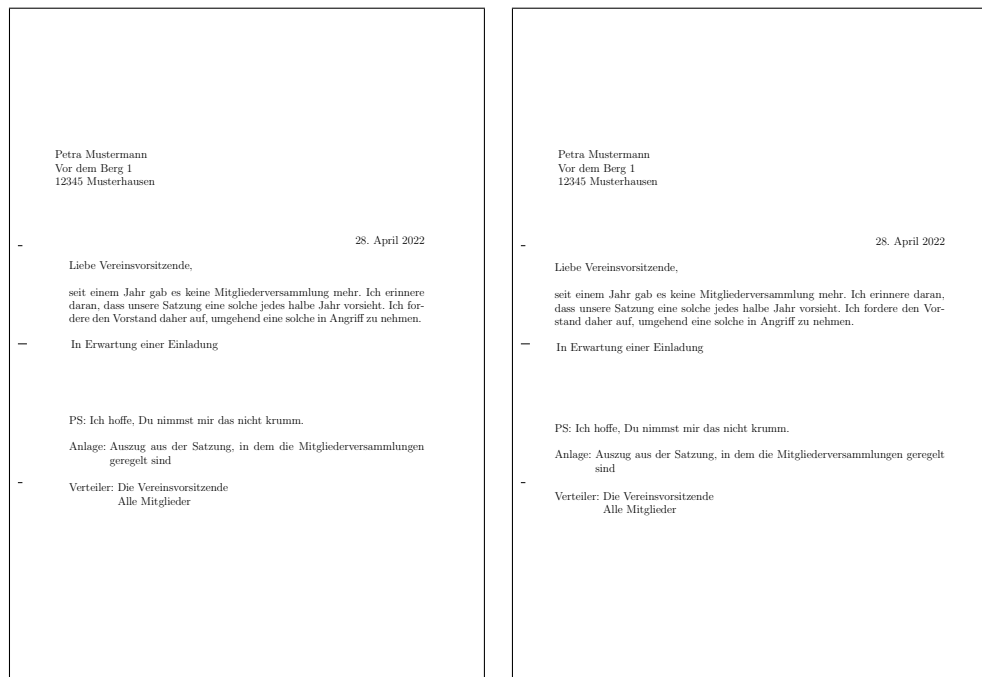 Petra Mustermann
Vor dem Berg 1
12345 Musterhausen
28. April 2022
Liebe Vereinsvorsitzende,
seit einem Jahr gab es keine Mitgliederversammlung mehr. Ich erinnere
daran, dass unsere Satzung eine solche jedes halbe Jahr vorsieht. Ich for-
dere den Vorstand daher auf, umgehend eine solche in Angriff zu nehmen.
In Erwartung einer Einladung
PS: Ich hoffe, Du nimmst mir das nicht krumm.
Anlage: Auszug aus der Satzung, in dem die Mitgliederversammlungen
geregelt sind
Verteiler: Die Vereinsvorsitzende
Alle Mitglieder
Petra Mustermann
Vor dem Berg 1
12345 Musterhausen
28. April 2022
Liebe Vereinsvorsitzende,
seit einem Jahr gab es keine Mitgliederversammlung mehr. Ich erinnere daran,
dass unsere Satzung eine solche jedes halbe Jahr vorsieht. Ich fordere den Vor-
stand daher auf, umgehend eine solche in Angriff zu nehmen.
In Erwartung einer Einladung
PS: Ich hoffe, Du nimmst mir das nicht krumm.
Anlage: Auszug aus der Satzung, in dem die Mitgliederversammlungen geregelt
sind
Verteiler: Die Vereinsvorsitzende
Alle Mitglieder